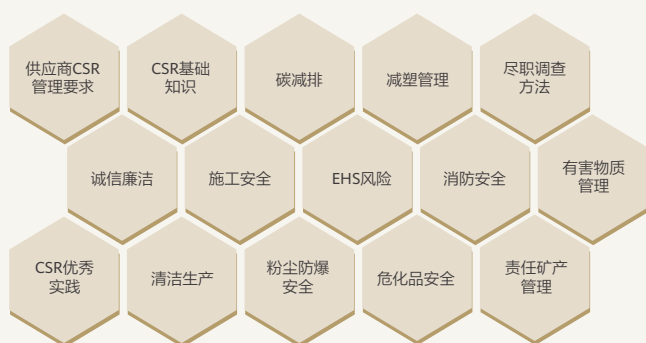 供应商CSR
管理要求
CSR基础
知识
碳减排
减塑管理
尽职调查
方法
诚信廉洁
施工安全
EHS风险
消防安全
有害物质
管理
CSR优秀
实践
清洁生产
粉尘防爆
安全
危化品安全
责任矿产
管理